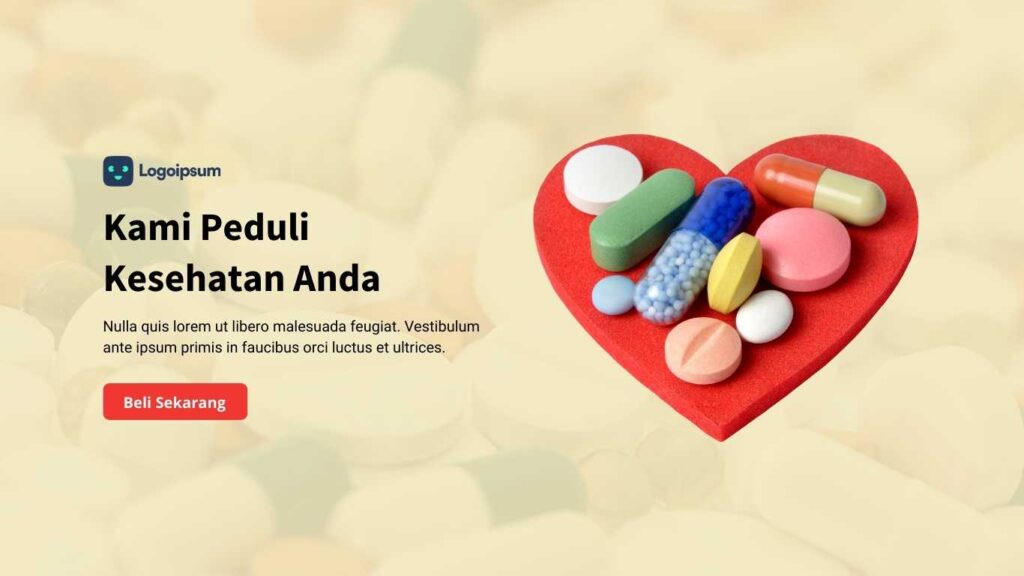 Logoipsum
Kami Peduli
Kesehatan Anda
Nulla quis lorem ut libero malesuada feugiat. Vestibulum
ante ipsum primis in faucibus orci luctus et ultrices.
Beli Sekarang